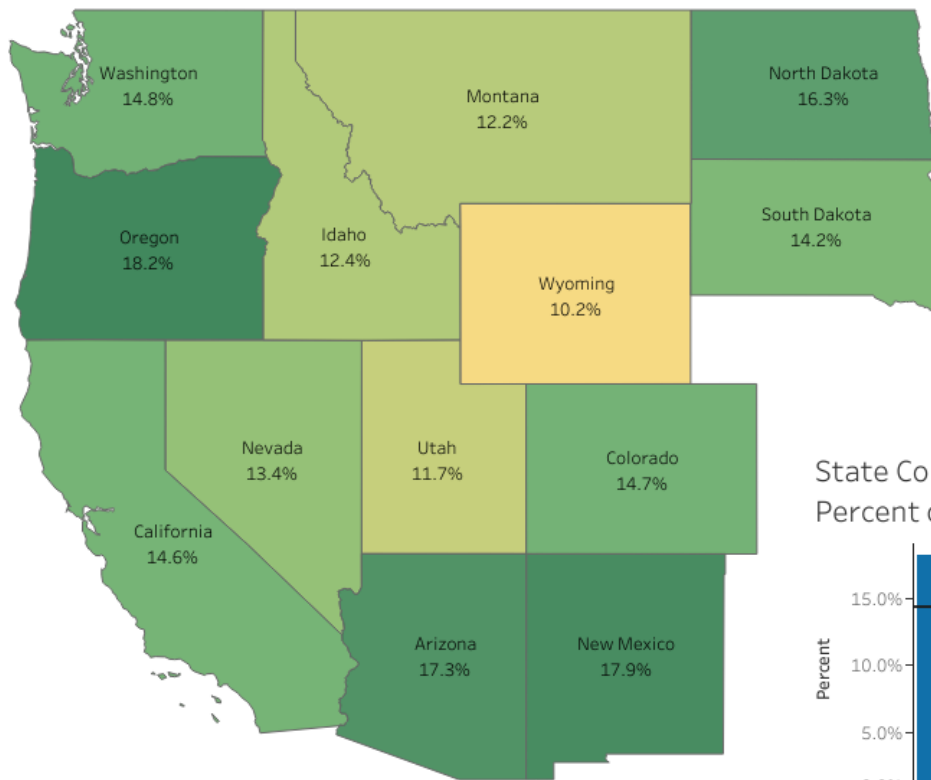 Washington
14.8%
Montana
12.2%
North Dakota
16.3%
Oregon
18.2%
Idaho
12.4%
South Dakota
14.2%
Wyoming
10.2%
Nevada
13.4%
Utah
11.7%
Colorado
14.7%
California
14.6%
Arizona
17.3%
New Mexico
17.9%
State Co
Percent
15.0%
10.0%
5.0%
Percent